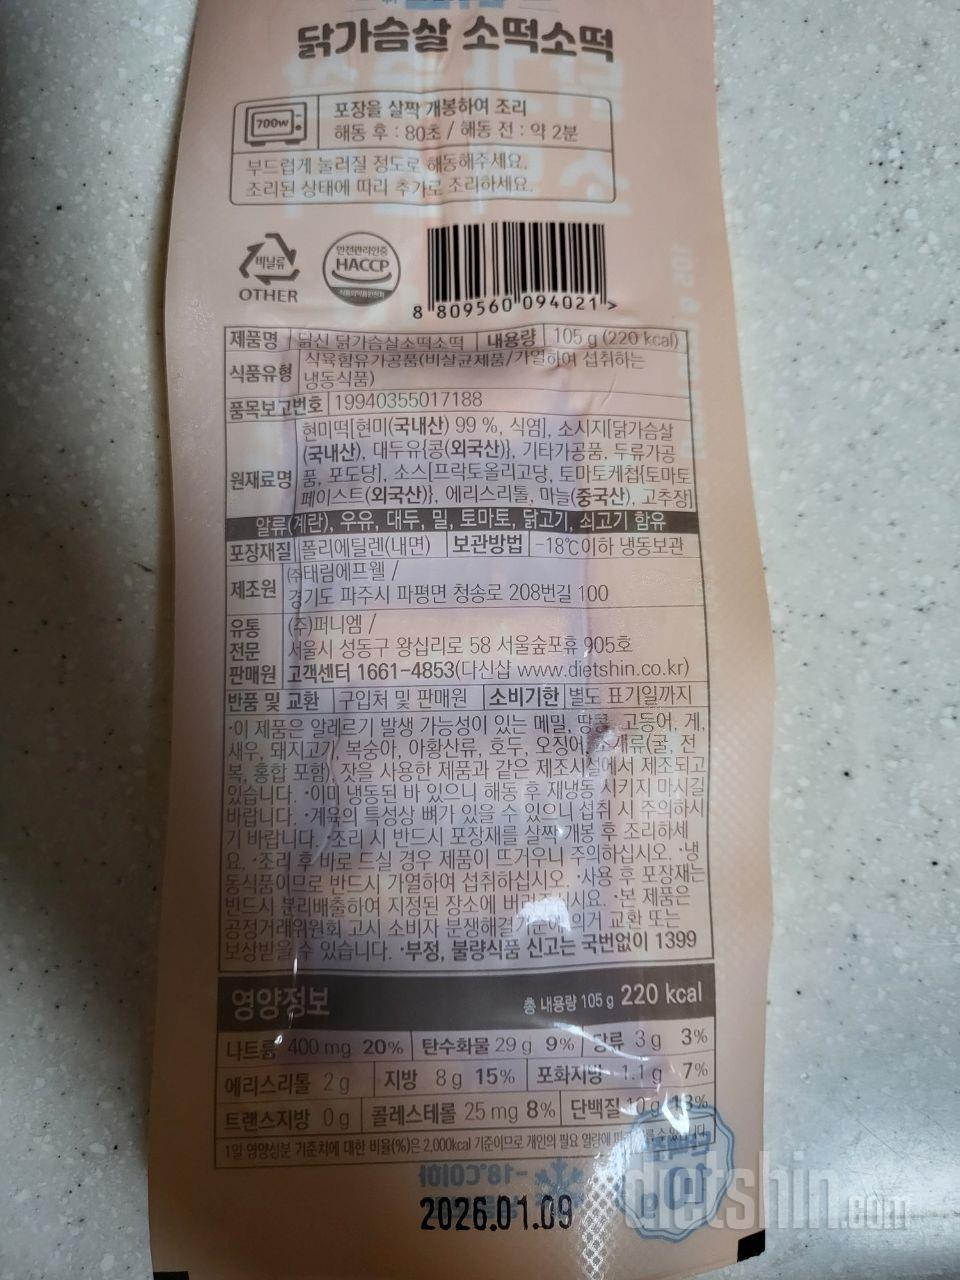 닭가슴살 소떡소떡
700w
포장을 살짝 개봉하여 조리
해동 후 : 80초 / 해동 전 : 약 2분
부드럽게 눌러질 정도로 해동해주세요.
조리된 상태에 따리 추가로 조리하세요.
비닐류
OTHER
안전관리인증
HACCP
식품의약품안전처
8 809560 094021 >
제품명 닭신 닭가슴살소떡소떡 내용량 105 g (220 kcal)
식품유형 식육함유가공품(비살균제품/가열하여 섭취하는
냉동식품)
품목보고번호 19940355017188
원재료명 현미떡[현미(국내산) 99 %, 식염], 소시지[닭가슴살
(국내산), 대두유{콩(외국산)}, 기타가공품, 두류가공
품, 포도당], 소스[프락토올리고당, 토마토케첩{토마토
페이스트(외국산)}, 에리스리톨, 마늘(중국산), 고추장]
알류(계란), 우유, 대두, 밀, 토마토, 닭고기, 쇠고기 함유
포장재질 폴리에틸렌(내면) 보관방법 -18℃이하 냉동보관
제조원 (주)태림에프웰 /
경기도 파주시 파평면 청송로 208번길 100
유통전문판매원 (주)퍼니엠 /
서울시 성동구 왕십리로 58 서울숲포휴 905호
고객센터 1661-4853(다신샵 www.dietshin.co.kr)
반품 및 교환 구입처 및 판매원 소비기한 별도 표기일까지
·이 제품은 알레르기 발생 가능성이 있는 메밀, 땅콩, 고등어, 게,
새우, 돼지고기, 복숭아, 아황산류, 호두, 오징어, 조개류(굴, 전
복, 홍합 포함), 잣을 사용한 제품과 같은 제조시설에서 제조되고
있습니다. ·이미 냉동된 바 있으니 해동 후 재냉동 시키지 마시길
바랍니다. ·계육의 특성상 뼈가 있을 수 있으니 섭취 시 주의하시
기 바랍니다. ·조리 시 반드시 포장재를 살짝 개봉 후 조리하세
요. ·조리 후 바로 드실 경우 제품이 뜨거우니 주의하십시오. ·냉
동식품이므로 반드시 가열하여 섭취하십시오. ·사용 후 포장재는
반드시 분리배출하여 지정된 장소에 버려주십시요. ·본 제품은
공정거래위원회 고시 소비자 분쟁해결기준에 의거 교환 또는
보상받을 수 있습니다. ·부정, 불량식품 신고는 국번없이 1399
영양정보 총 내용량 105 g 220 kcal
나트륨 400 mg 20% 탄수화물 29 g 9% 당류 3 g 3%
에리스리톨 2 g 지방 8 g 15% 포화지방 1.1 g 7%
트랜스지방 0 g 콜레스테롤 25 mg 8% 단백질 10 g 18%
1일 영양성분 기준치에 대한 비율(%)은 2,000kcal 기준이므로 개인의 필요 열량에 따라 다를 수 있습니다.
2026.01.09
dietshin.com